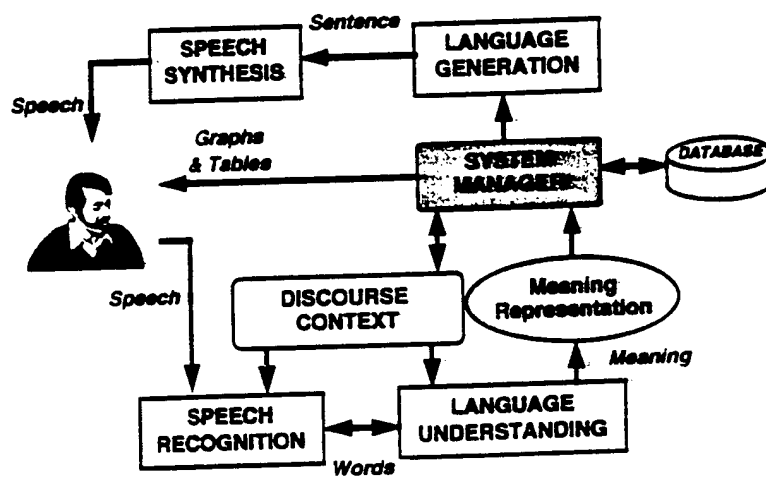 Sentence
SPEECH
SYNTHESIS
LANGUAGE
GENERATION
Speech
Graphs
& Tables
SYSTEM
MANAGER
DATABASE
Speech
DISCOURSE
CONTEXT
Meaning
Representation
Meaning
SPEECH
RECOGNITION
LANGUAGE
UNDERSTANDING
Words